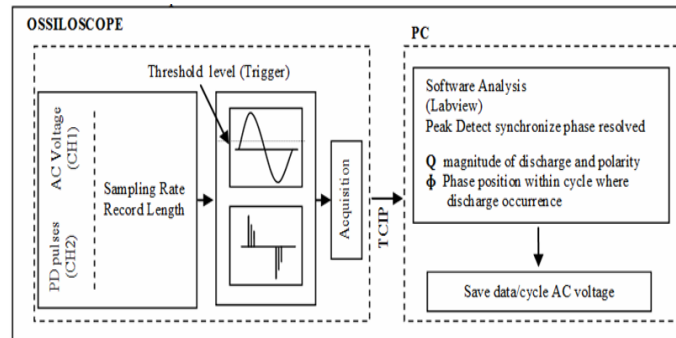 OSSILOSCOPE
Threshold level (Trigger)
AC Voltage
(CH1)
PD pulses
(CH2)
Sampling Rate
Record Length
Acquisition
TCIP
PC
Software Analysis
(Labview)
Peak Detect synchronize phase resolved
Q magnitude of discharge and polarity
ϕ Phase position within cycle where
discharge occurrence
Save data/cycle AC voltage